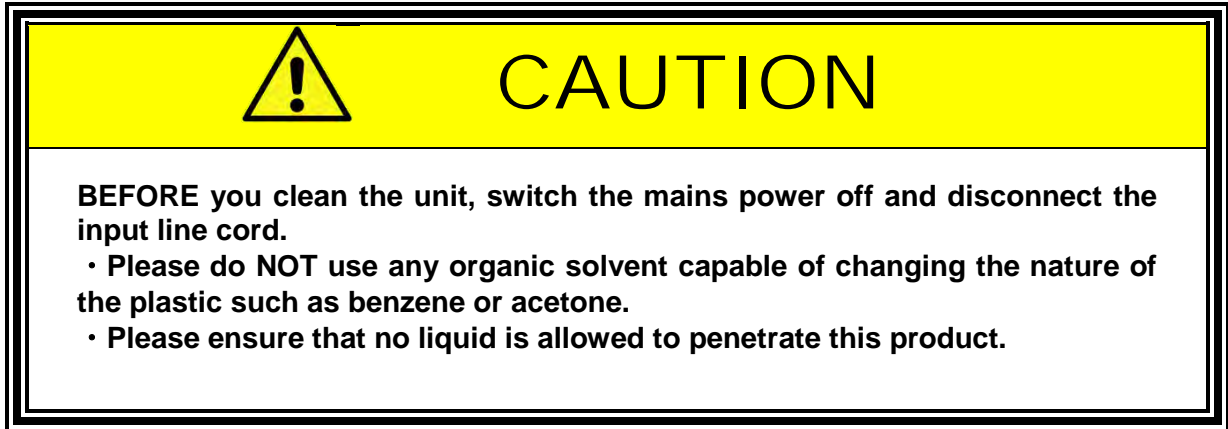 CAUTION
BEFORE you clean the unit, switch the mains power off and disconnect the
input line cord.
・Please do NOT use any organic solvent capable of changing the nature of
the plastic such as benzene or acetone.
・Please ensure that no liquid is allowed to penetrate this product.